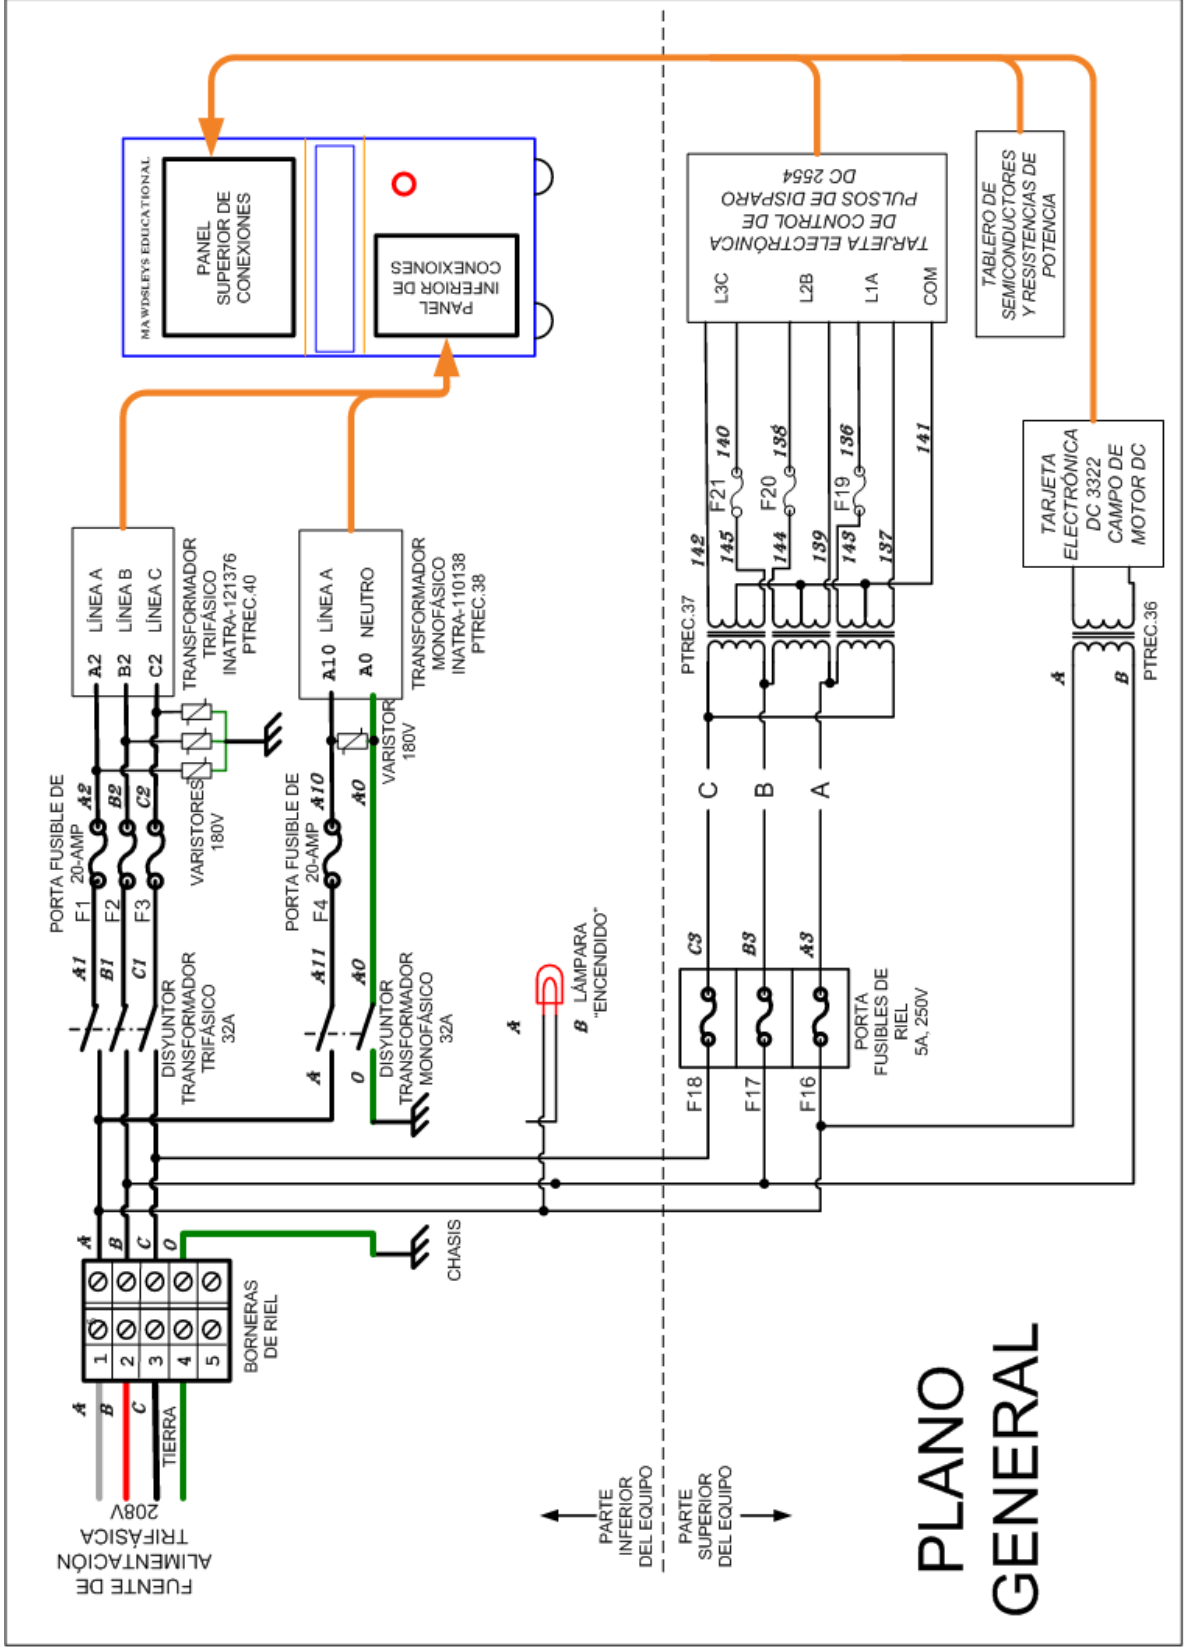 PLANO
GENERAL
FUENTE DE
ALIMENTACIÓN
TRIFÁSICA
208V
A
B
C
TIERRA
1
2
3
4
5
BORNERAS
DE RIEL
A
B
C
O
CHASIS
DISYUNTOR
TRANSFORMADOR
TRIFÁSICO
32A
A1
B1
C1
F1
F2
F3
PORTA FUSIBLE DE
20-AMP
A2
B2
C2
VARISTORES
180V
A2 LÍNEA A
B2 LÍNEA B
C2 LÍNEA C
TRANSFORMADOR
TRIFÁSICO
INATRA-121376
PTREC.40
A
O
DISYUNTOR
TRANSFORMADOR
MONOFÁSICO
32A
A11
A0
F4
PORTA FUSIBLE DE
20-AMP
A10
A0
VARISTOR
180V
A10 LÍNEA A
A0 NEUTRO
TRANSFORMADOR
MONOFÁSICO
INATRA-110138
PTREC.38
MAWDSLEYS EDUCATIONAL
PANEL
SUPERIOR DE
CONEXIONES
PANEL
INFERIOR DE
CONEXIONES
A
B
LÁMPARA
"ENCENDIDO"
PARTE
INFERIOR
DEL EQUIPO
PARTE
SUPERIOR
DEL EQUIPO
F18
F17
F16
C3
B3
A3
PORTA
FUSIBLES DE
RIEL
5A, 250V
C
B
A
PTREC.37
142
145
144
139
143
137
F21
F20
F19
140
138
136
141
L3C
L2B
L1A
COM
TARJETA ELECTRÓNICA
DE CONTROL DE
PULSOS DE DISPARO
DC 2554
TABLERO DE
SEMICONDUCTORES
Y RESISTENCIAS DE
POTENCIA
A
B
PTREC.36
TARJETA
ELECTRÓNICA
DC 3322
CAMPO DE
MOTOR DC